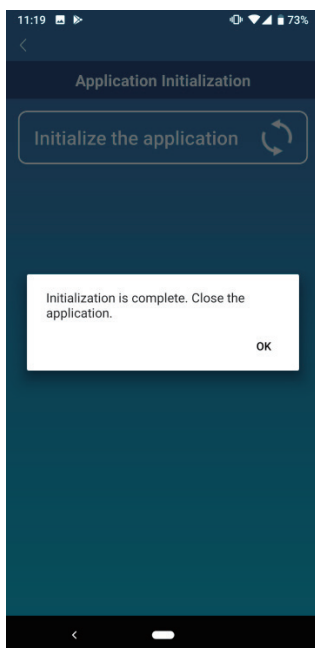 11:19 73%
Application Initialization
Initialize the application
Initialization is complete. Close the
application.
OK